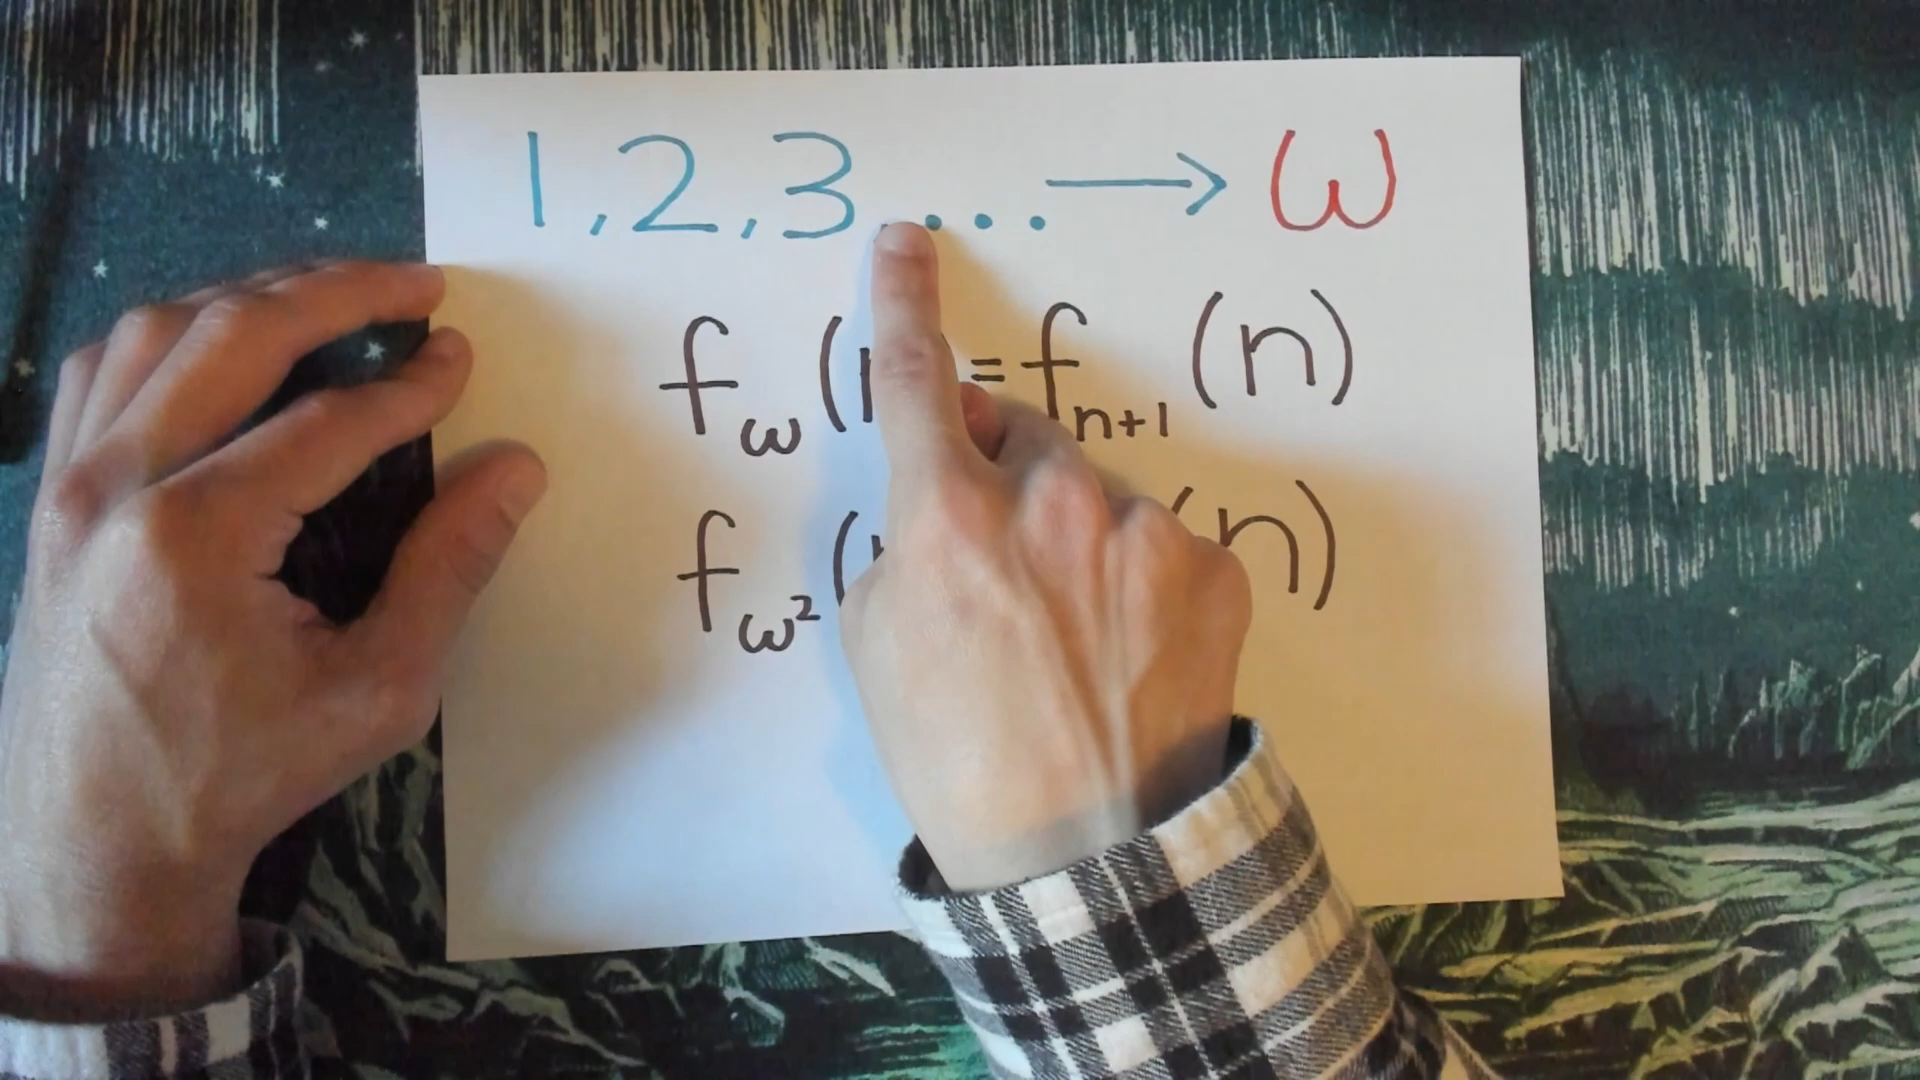 1, 2, 3, ... → ω
f_ω (n) = f_{n+1} (n)
f_{ω²} ( (n)